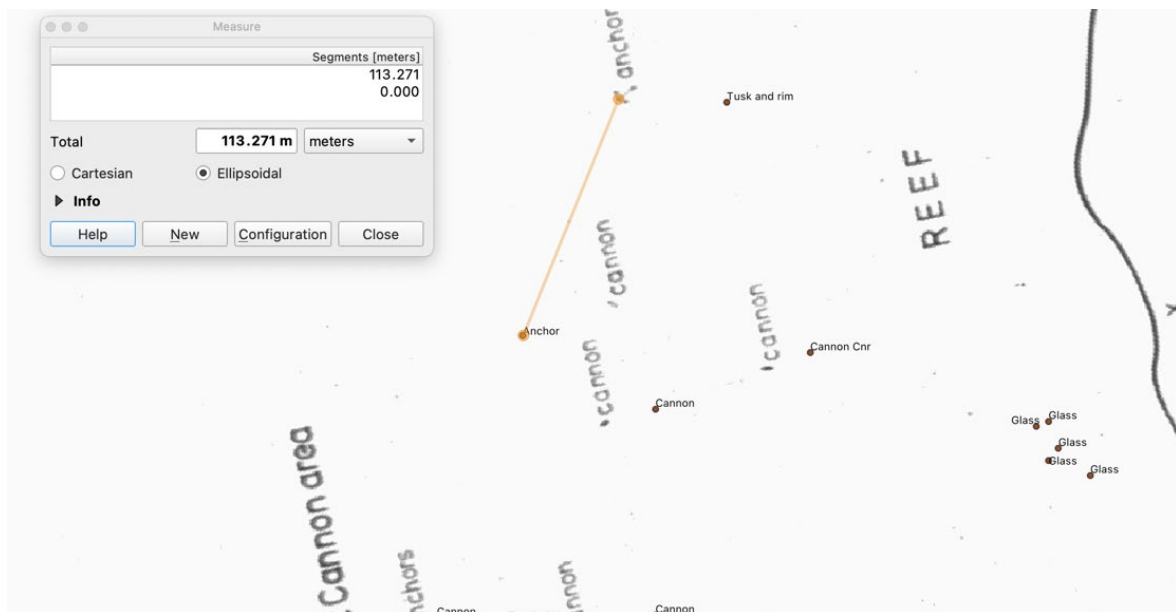 Measure
Segments [meters]
113.271
0.000
Total 113.271 m meters
Cartesian Ellipsoidal
Info
Help New Configuration Close
anchor
Tusk and rim
REEF
cannon
Anchor
cannon
cannon
Cannon Cnr
Cannon
Glass
Glass
Glass
Glass
Glass
Cannon area
nchors
nnon
Cannon
Cannon